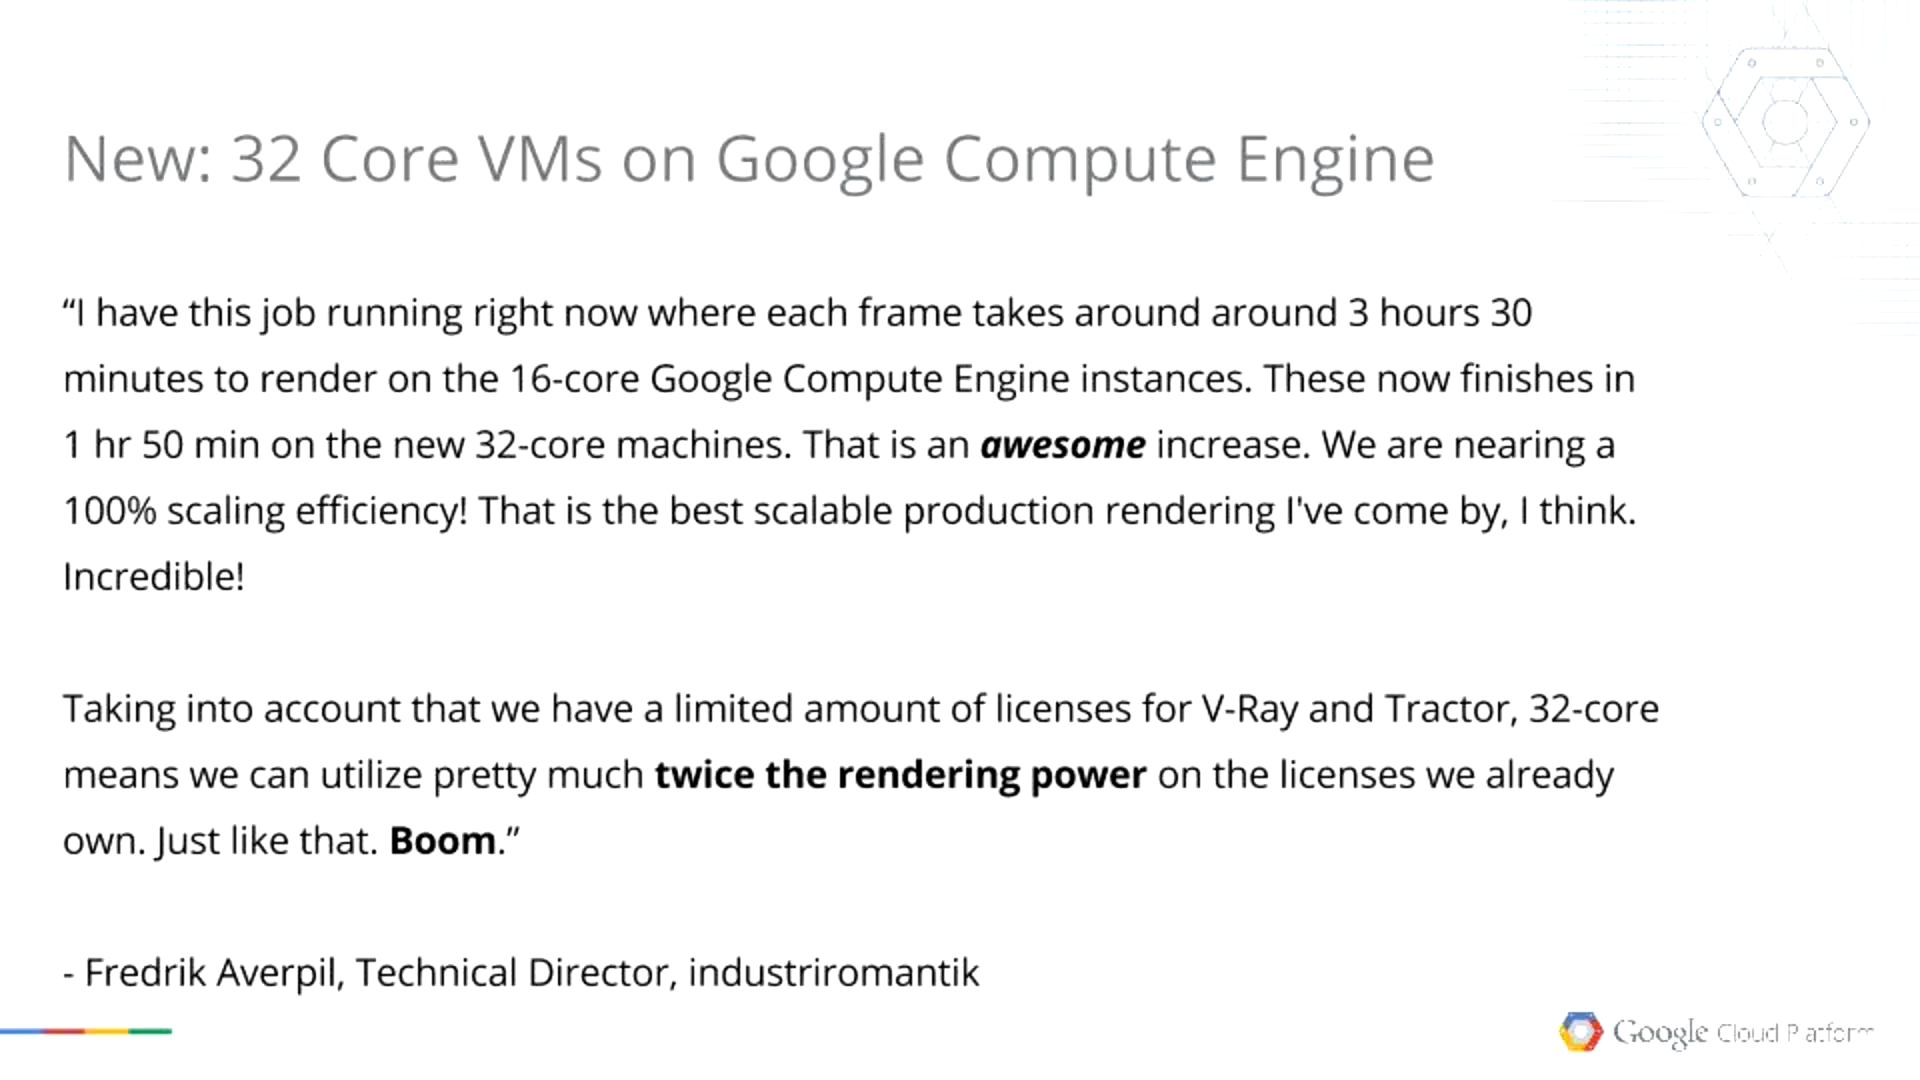 New: 32 Core VMs on Google Compute Engine
“I have this job running right now where each frame takes around around 3 hours 30
minutes to render on the 16-core Google Compute Engine instances. These now finishes in
1 hr 50 min on the new 32-core machines. That is an awesome increase. We are nearing a
100% scaling efficiency! That is the best scalable production rendering I've come by, I think.
Incredible!
Taking into account that we have a limited amount of licenses for V-Ray and Tractor, 32-core
means we can utilize pretty much twice the rendering power on the licenses we already
own. Just like that. Boom.”
- Fredrik Averpil, Technical Director, industriromantik
Google Cloud Platform